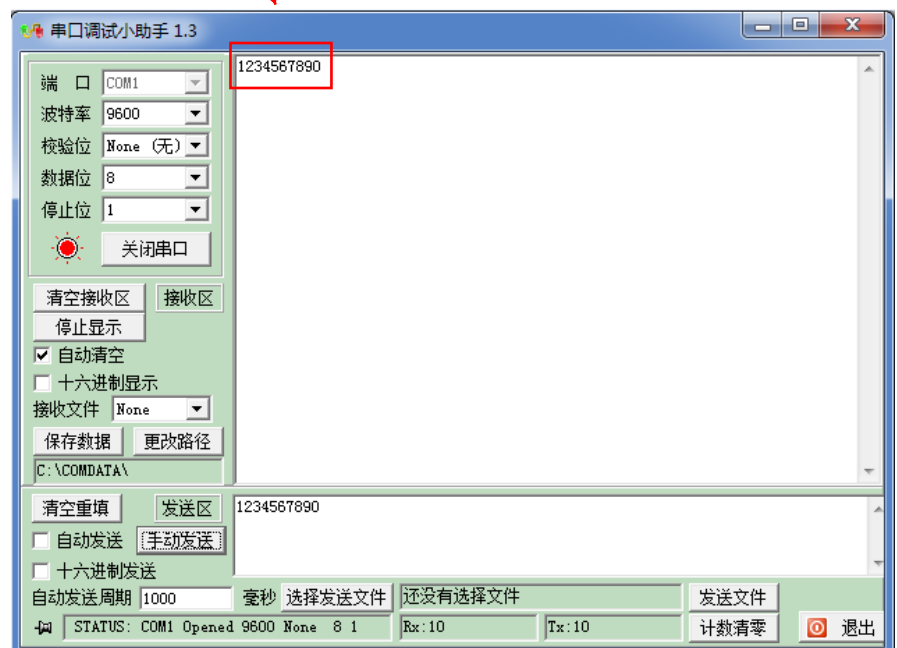 串口调试小助手 1.3
端 口 COM1
波特率 9600
校验位 None (无)
数据位 8
停止位 1
关闭串口
清空接收区 接收区
停止显示
自动清空
十六进制显示
接收文件 None
保存数据 更改路径
C:\COMDATA\
1234567890
清空重填 发送区
自动发送 手动发送
十六进制发送
1234567890
自动发送周期 1000 毫秒 选择发送文件 还没有选择文件 发送文件
STATUS: COM1 Opened 9600 None 8 1 Rx:10 Tx:10 计数清零 退出